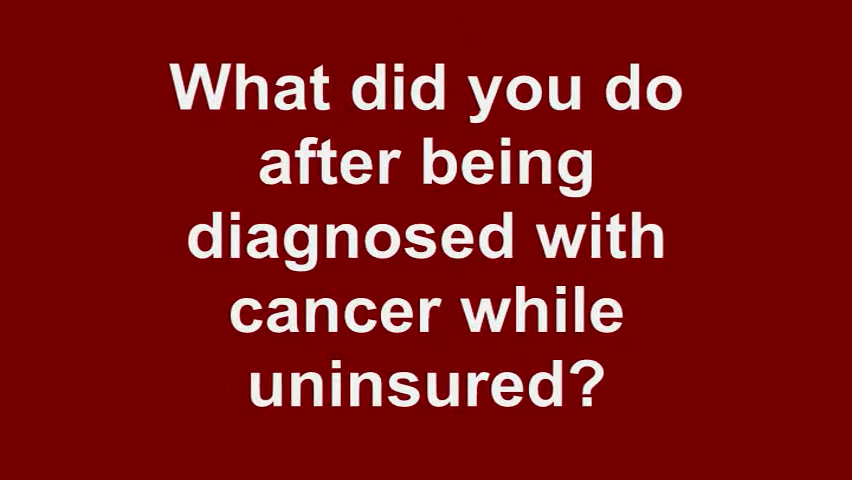 What did you do
after being
diagnosed with
cancer while
uninsured?